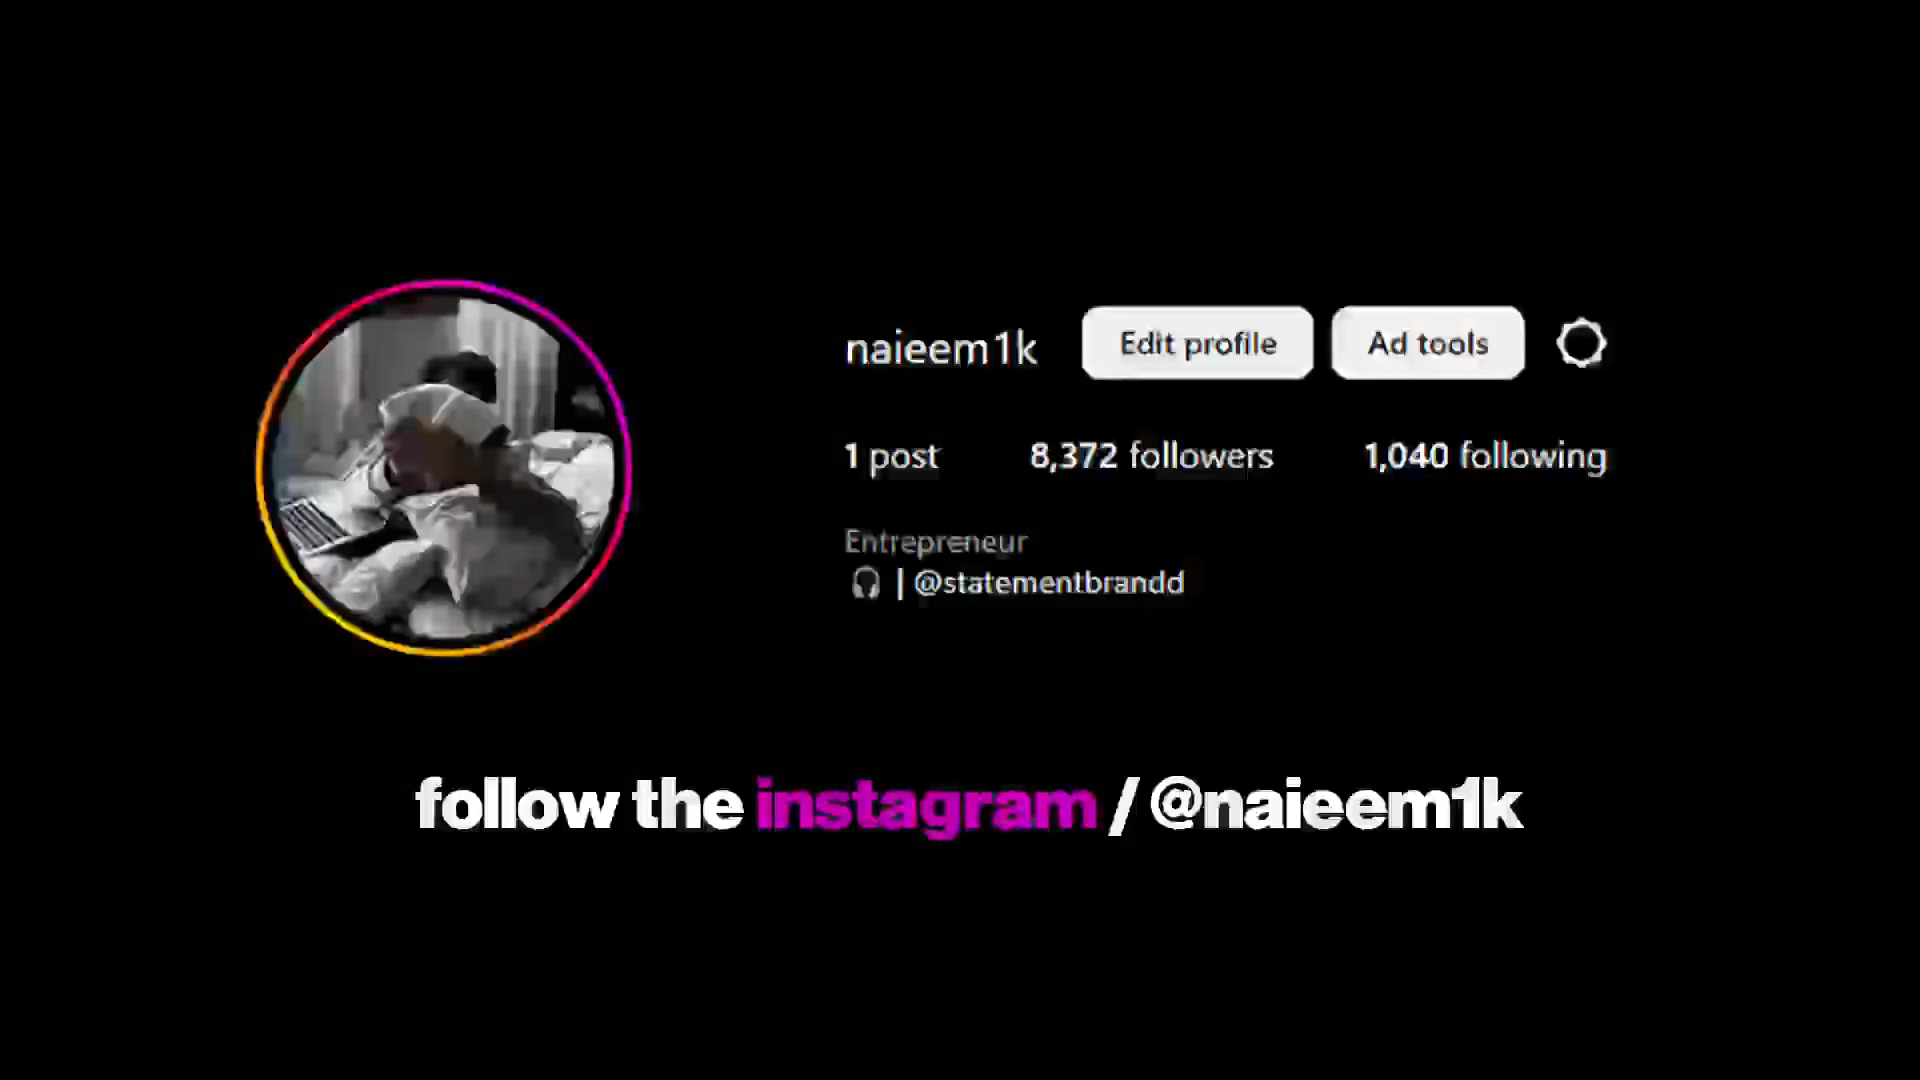 naieem1k Edit profile Ad tools
1 post 8,372 followers 1,040 following
Entrepreneur
🎧 | @statementbrandd
follow the instagram / @naieem1k